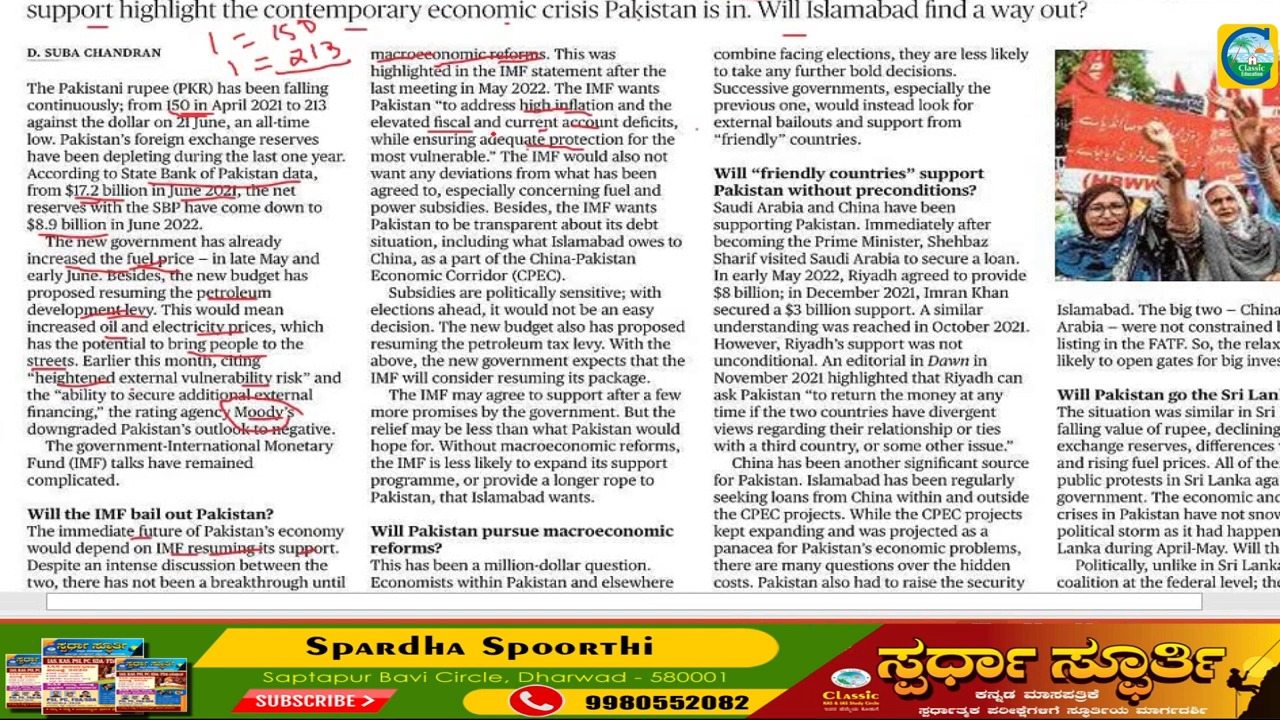 support highlight the contemporary economic crisis Pakistan is in. Will Islamabad find a way out?
1 = 150
1 = 213
D. SUBA CHANDRAN
The Pakistani rupee (PKR) has been falling
continuously; from 150 in April 2021 to 213
against the dollar on 21 June, an all-time
low. Pakistan's foreign exchange reserves
have been depleting during the last one year.
According to State Bank of Pakistan data,
from $17.2 billion in June 2021, the net
reserves with the SBP have come down to
$8.9 billion in June 2022.
The new government has already
increased the fuel price – in late May and
early June. Besides, the new budget has
proposed resuming the petroleum
development levy. This would mean
increased oil and electricity prices, which
has the potential to bring people to the
streets. Earlier this month, citing
“heightened external vulnerability risk” and
the “ability to secure additional external
financing,” the rating agency Moody's
downgraded Pakistan's outlook to negative.
The government-International Monetary
Fund (IMF) talks have remained
complicated.
Will the IMF bail out Pakistan?
The immediate future of Pakistan's economy
would depend on IMF resuming its support.
Despite an intense discussion between the
two, there has not been a breakthrough until
macroeconomic reforms. This was
highlighted in the IMF statement after the
last meeting in May 2022. The IMF wants
Pakistan “to address high inflation and the
elevated fiscal and current account deficits,
while ensuring adequate protection for the
most vulnerable.” The IMF would also not
want any deviations from what has been
agreed to, especially concerning fuel and
power subsidies. Besides, the IMF wants
Pakistan to be transparent about its debt
situation, including what Islamabad owes to
China, as a part of the China-Pakistan
Economic Corridor (CPEC).
Subsidies are politically sensitive; with
elections ahead, it would not be an easy
decision. The new budget also has proposed
resuming the petroleum tax levy. With the
above, the new government expects that the
IMF will consider resuming its package.
The IMF may agree to support after a few
more promises by the government. But the
relief may be less than what Pakistan would
hope for. Without macroeconomic reforms,
the IMF is less likely to expand its support
programme, or provide a longer rope to
Pakistan, that Islamabad wants.
Will Pakistan pursue macroeconomic
reforms?
This has been a million-dollar question.
Economists within Pakistan and elsewhere
combine facing elections, they are less likely
to take any further bold decisions.
Successive governments, especially the
previous one, would instead look for
external bailouts and support from
“friendly” countries.
Will “friendly countries” support
Pakistan without preconditions?
Saudi Arabia and China have been
supporting Pakistan. Immediately after
becoming the Prime Minister, Shehbaz
Sharif visited Saudi Arabia to secure a loan.
In early May 2022, Riyadh agreed to provide
$8 billion; in December 2021, Imran Khan
secured a $3 billion support. A similar
understanding was reached in October 2021.
However, Riyadh's support was not
unconditional. An editorial in Dawn in
November 2021 highlighted that Riyadh can
ask Pakistan “to return the money at any
time if the two countries have divergent
views regarding their relationship or ties
with a third country, or some other issue.”
China has been another significant source
for Pakistan. Islamabad has been regularly
seeking loans from China within and outside
the CPEC projects. While the CPEC projects
kept expanding and was projected as a
panacea for Pakistan's economic problems,
there are many questions over the hidden
costs. Pakistan also had to raise the security
Islamabad. The big two – China
Arabia – were not constrained
listing in the FATF. So, the relax
likely to open gates for big inves
Will Pakistan go the Sri Lan
The situation was similar in Sri
falling value of rupee, declining
exchange reserves, differences
and rising fuel prices. All of the
public protests in Sri Lanka aga
government. The economic and
crises in Pakistan have not snow
political storm as it had happen
Lanka during April-May. Will th
Politically, unlike in Sri Lanka
coalition at the federal level; the
Classic
Education
Spardha Spoorthi
Saptapur Bavi Circle, Dharwad - 580001
SUBSCRIBE >
9980552082
ಸ್ಪರ್ಧಾ ಸ್ಫೂರ್ತಿ
ಕನ್ನಡ ಮಾಸಪತ್ರಿಕೆ
ಸ್ಪರ್ಧಾತ್ಮಕ ಪರೀಕ್ಷೆಗಳಿಗೆ ಸ್ಫೂರ್ತಿಯ ಮಾರ್ಗದರ್ಶಿ
Classic
KAS & IAS Study Circle